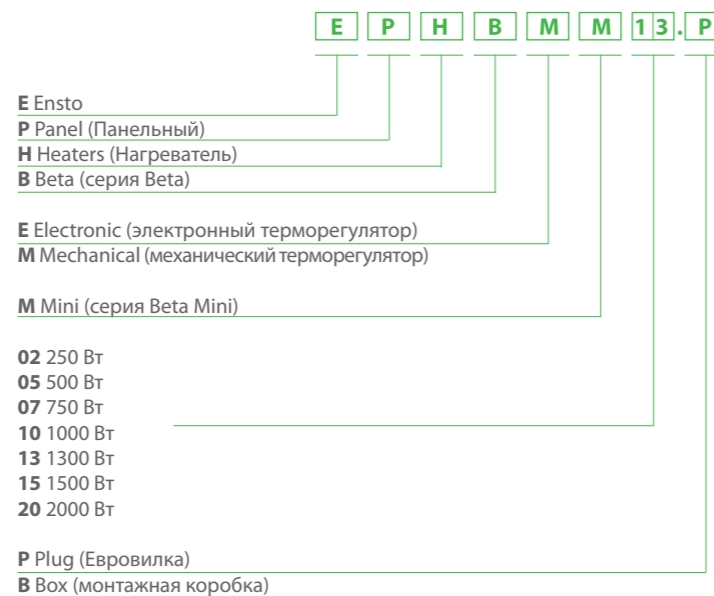 E P H B M M 13.P
E Ensto
P Panel (Панельный)
H Heaters (Нагреватель)
B Beta (серия Beta)
E Electronic (электронный терморегулятор)
M Mechanical (механический терморегулятор)
M Mini (серия Beta Mini)
02 250 Вт
05 500 Вт
07 750 Вт
10 1000 Вт
13 1300 Вт
15 1500 Вт
20 2000 Вт
P Plug (Евровилка)
B Box (монтажная коробка)